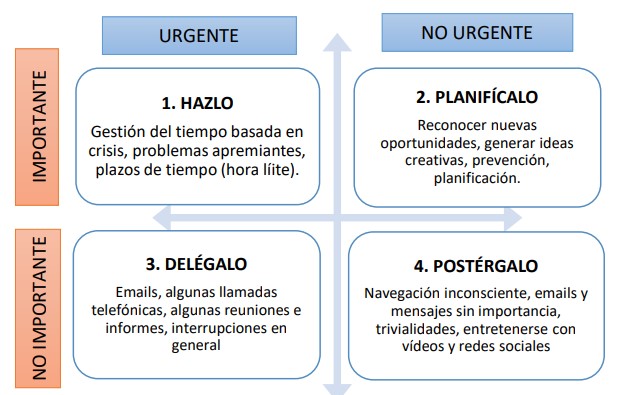 URGENTE
NO URGENTE
IMPORTANTE
1. HAZLO
Gestión del tiempo basada en
crisis, problemas apremiantes,
plazos de tiempo (hora líite).
2. PLANIFÍCALO
Reconocer nuevas
oportunidades, generar ideas
creativas, prevención,
planificación.
NO IMPORTANTE
3. DELÉGALO
Emails, algunas llamadas
telefónicas, algunas reuniones e
informes, interrupciones en
general
4. POSTÉRGALO
Navegación inconsciente, emails y
mensajes sin importancia,
trivialidades, entretenerse con
vídeos y redes sociales